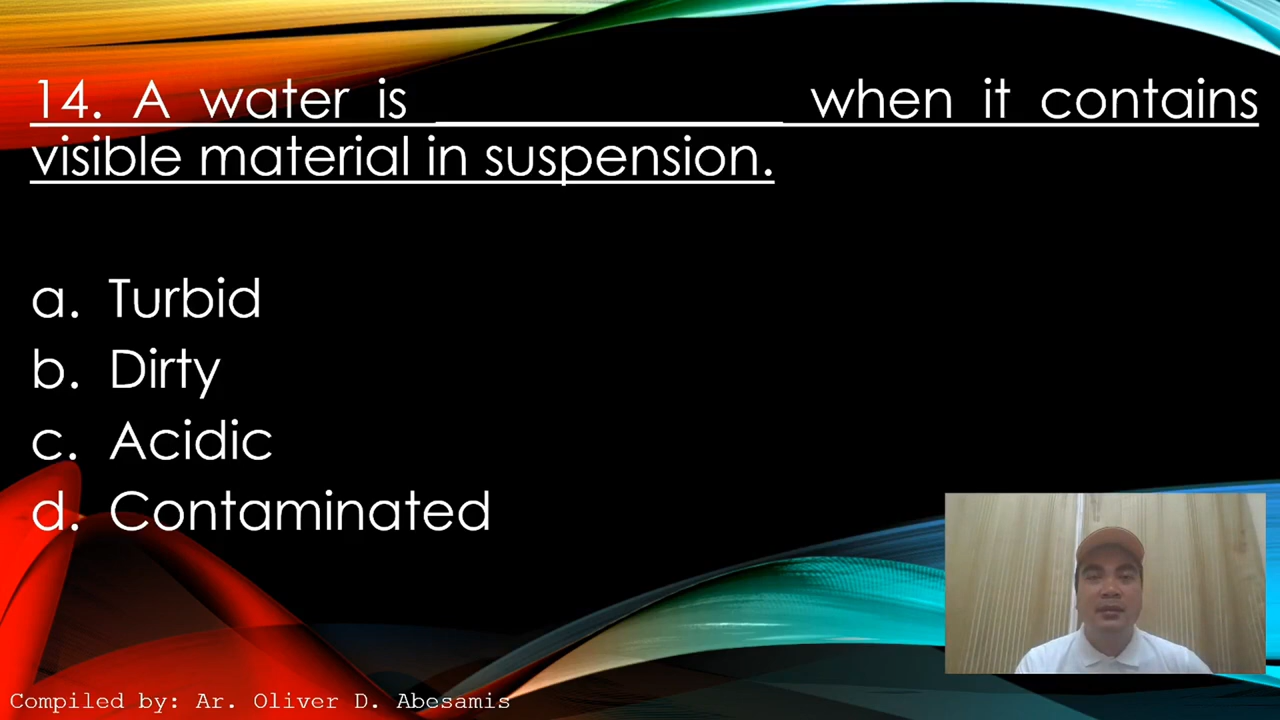 14. A water is ______________ when it contains
visible material in suspension.
a. Turbid
b. Dirty
c. Acidic
d. Contaminated
Compiled by: Ar. Oliver D. Abesamis